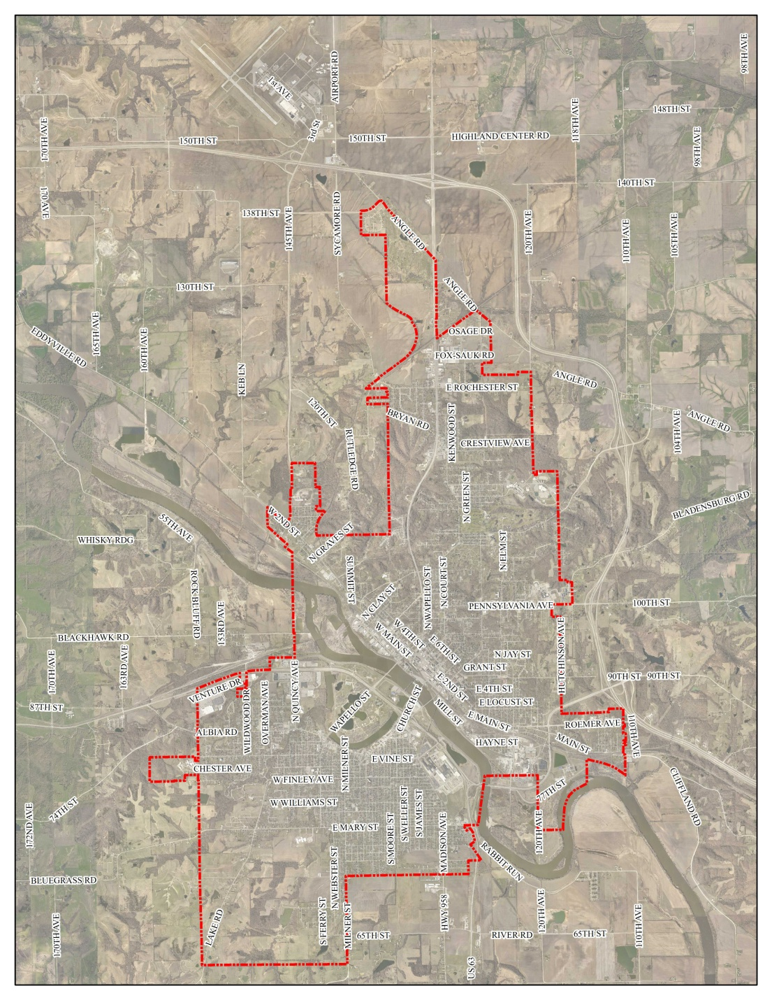 98TH AVE
AIRPORT RD
1st AVE
148TH ST
118TH AVE
3rd St
170TH AVE
150TH ST
150TH ST
HIGHLAND CENTER RD
98TH AVE
140TH ST
170 AVE
138TH ST
145TH AVE
SYCAMORE RD
ANGLE RD
120TH AVE
110TH AVE
105TH AVE
130TH ST
ANGLE RD
165TH AVE
OSAGE DR
EDDYVILLE RD
160TH AVE
FOX-SAUK RD
KEB LN
E ROCHESTER ST
ANGLE RD
120TH ST
BRYAN RD
KENWOOD ST
104TH AVE
ANGLE RD
RUTLEDGE RD
CRESTVIEW AVE
N GREEN ST
BLADENSBURG RD
W 2ND ST
55TH AVE
WHISKY RDG
N GRAVES ST
N ELM ST
SUMMIT ST
N WAPELLO ST
N COURT ST
ROCK BLUFF RD
N CLAY ST
PENNSYLVANIA AVE
100TH ST
153RD AVE
BLACKHAWK RD
W 4TH ST
W MAIN ST
E 6TH ST
HUTCHINSON AVE
170TH AVE
163RD AVE
N JAY ST
GRANT ST
90TH ST
90TH ST
N QUINCY AVE
VENTURE DR
E 2ND ST
E 4TH ST
E LOCUST ST
87TH ST
WILDWOOD DR
OVERMAN AVE
WAPELLO ST
CHURCH ST
MILL ST
E MAIN ST
ROEMER AVE
110TH AVE
ALBIA RD
HAYNE ST
MAIN ST
N MILNER ST
E VINE ST
CHESTER AVE
W FINLEY AVE
CLIFFLAND RD
77TH ST
W WILLIAMS ST
74TH ST
S WELLER ST
S JAMES ST
172ND AVE
E MARY ST
S MOORE ST
MADISON AVE
120TH AVE
N WEBSTER ST
RABBIT RUN
BLUEGRASS RD
170TH AVE
LAKE RD
S FERRY ST
MILNER ST
65TH ST
HWY 958
RIVER RD
120TH AVE
65TH ST
110TH AVE
US 63